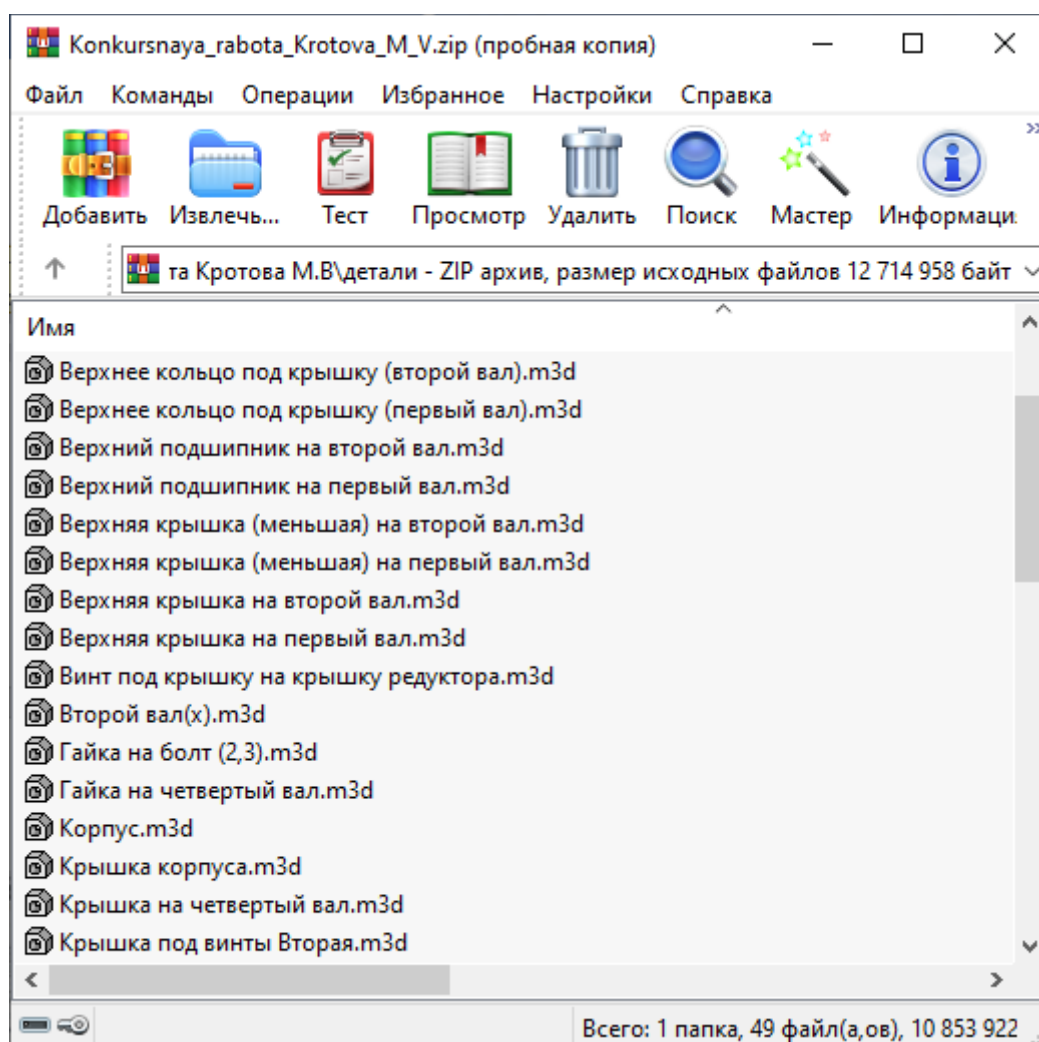 Konkursnaya_rabota_Krotova_M_V.zip (пробная копия)
Файл Команды Операции Избранное Настройки Справка
Добавить Извлечь... Тест Просмотр Удалить Поиск Мастер Информаци
та Кротова М.В\детали - ZIP архив, размер исходных файлов 12 714 958 байт
Имя
Верхнее кольцо под крышку (второй вал).m3d
Верхнее кольцо под крышку (первый вал).m3d
Верхний подшипник на второй вал.m3d
Верхний подшипник на первый вал.m3d
Верхняя крышка (меньшая) на второй вал.m3d
Верхняя крышка (меньшая) на первый вал.m3d
Верхняя крышка на второй вал.m3d
Верхняя крышка на первый вал.m3d
Винт под крышку на крышку редуктора.m3d
Второй вал(х).m3d
Гайка на болт (2,3).m3d
Гайка на четвертый вал.m3d
Корпус.m3d
Крышка корпуса.m3d
Крышка на четвертый вал.m3d
Крышка под винты Вторая.m3d
Всего: 1 папка, 49 файл(а,ов), 10 853 922